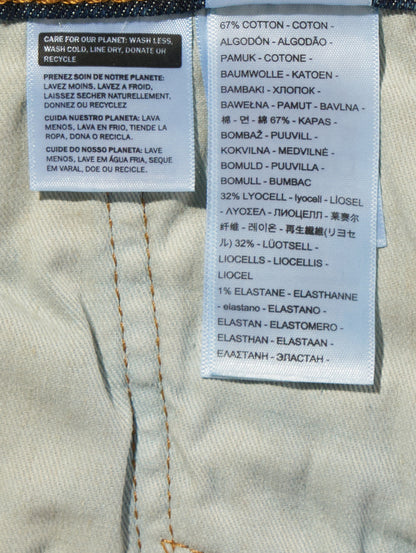 CARE FOR OUR PLANET: WASH LESS,
WASH COLD, LINE DRY, DONATE OR
RECYCLE
PRENEZ SOIN DE NOTRE PLANETE:
LAVEZ MOINS, LAVEZ A FROID,
LAISSEZ SECHER NATURELLEMENT,
DONNEZ OU RECYCLEZ
CUIDA NUESTRO PLANETA: LAVA
MENOS, LAVA EN FRIO, TIENDE LA
ROPA, DONA O RECICLA.
CUIDE DO NOSSO PLANETA: LAVE
MENOS, LAVE EM ÁGUA FRIA, SEQUE
EM VARAL, DOE OU RECICLE.
67% COTTON - COTON -
ALGODÓN - ALGODÃO -
PAMUK - COTONE -
BAUMWOLLE - KATOEN -
BAMBAKI - ХЛОПОК -
BAWEŁNA - PAMUT - BAVLNA -
棉 - 면 - 綿 67% - KAPAS -
BOMBAŽ - PUUVILL -
KOKVILNA - MEDVILNĖ -
BOMULD - PUUVILLA -
BOMULL - BUMBAC
32% LYOCELL - lyocell - LİOSEL
- ΛΥΟΣΕΛ - ЛИОЦЕЛЛ - 莱赛尔
纤维 - 레이온 - 再生繊維(リヨセ
ル) 32% - LÜOTSELL -
LIOCELLS - LIOCELLIS -
LIOCEL
1% ELASTANE - ELASTHANNE
- elastano - ELASTANO -
ELASTAN - ELASTOMERO -
ELASTHAN - ELASTAAN -
ΕΛΑΣΤΑΝΗ - ЭЛАСТАН -